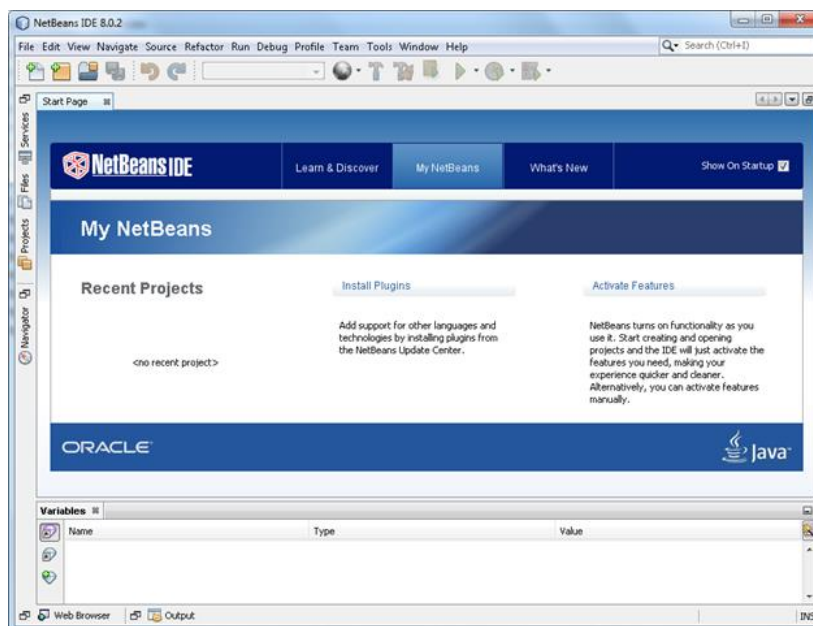 NetBeans IDE 8.0.2
File Edit View Navigate Source Refactor Run Debug Profile Team Tools Window Help
Search (Ctrl+I)
Start Page
Services
Files
Projects
Navigator
NetBeans IDE
Learn & Discover
My NetBeans
What's New
Show On Startup
My NetBeans
Recent Projects
<no recent project>
Install Plugins
Add support for other languages and
technologies by installing plugins from
the NetBeans Update Center.
Activate Features
NetBeans turns on functionality as you
use it. Start creating and opening
projects and the IDE will just activate the
features you need, making your
experience quicker and cleaner.
Alternatively, you can activate features
manually.
ORACLE
Java
Variables
Name Type Value
Web Browser Output
INS